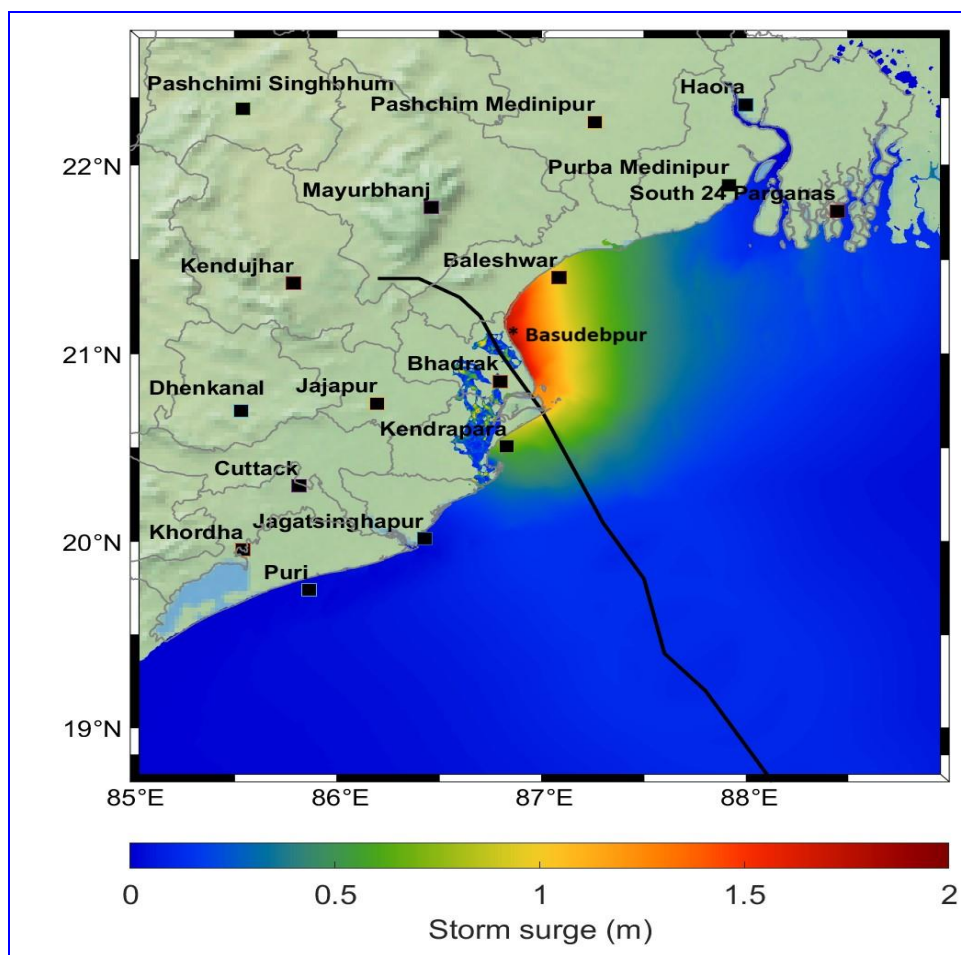 Pashchimi Singhbhum
Haora
Pashchim Medinipur
22°N
Purba Medinipur
Mayurbhanj
South 24 Parganas
Kendujhar
Baleshwar
21°N
* Basudebpur
Bhadrak
Dhenkanal
Jajapur
Kendrapara
Cuttack
Jagatsinghapur
20°N
Khordha
Puri
19°N
85°E
86°E
87°E
88°E
0
0.5
1
1.5
2
Storm surge (m)